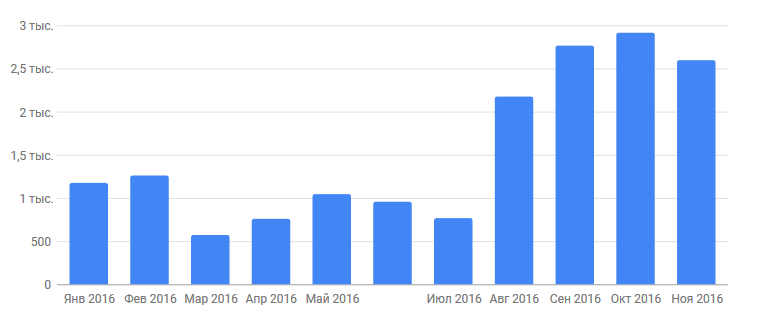 3 тыс.
2,5 тыс.
2 тыс.
1,5 тыс.
1 тыс.
500
0
Янв 2016 Фев 2016 Мар 2016 Апр 2016 Май 2016 Июл 2016 Авг 2016 Сен 2016 Окт 2016 Ноя 2016